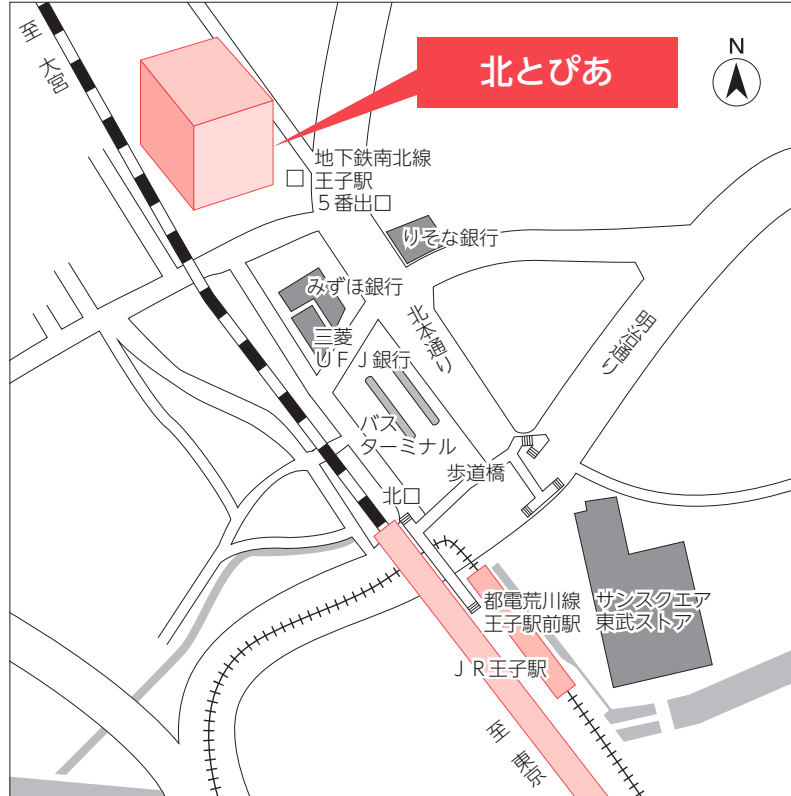 至 大宮
北とぴあ
N
地下鉄南北線
王子駅
５番出口
りそな銀行
みずほ銀行
三菱
ＵＦＪ銀行
北本通り
明治通り
バス
ターミナル
歩道橋
北口
都電荒川線
王子駅前駅
サンスクエア
東武ストア
ＪＲ王子駅
至 東京